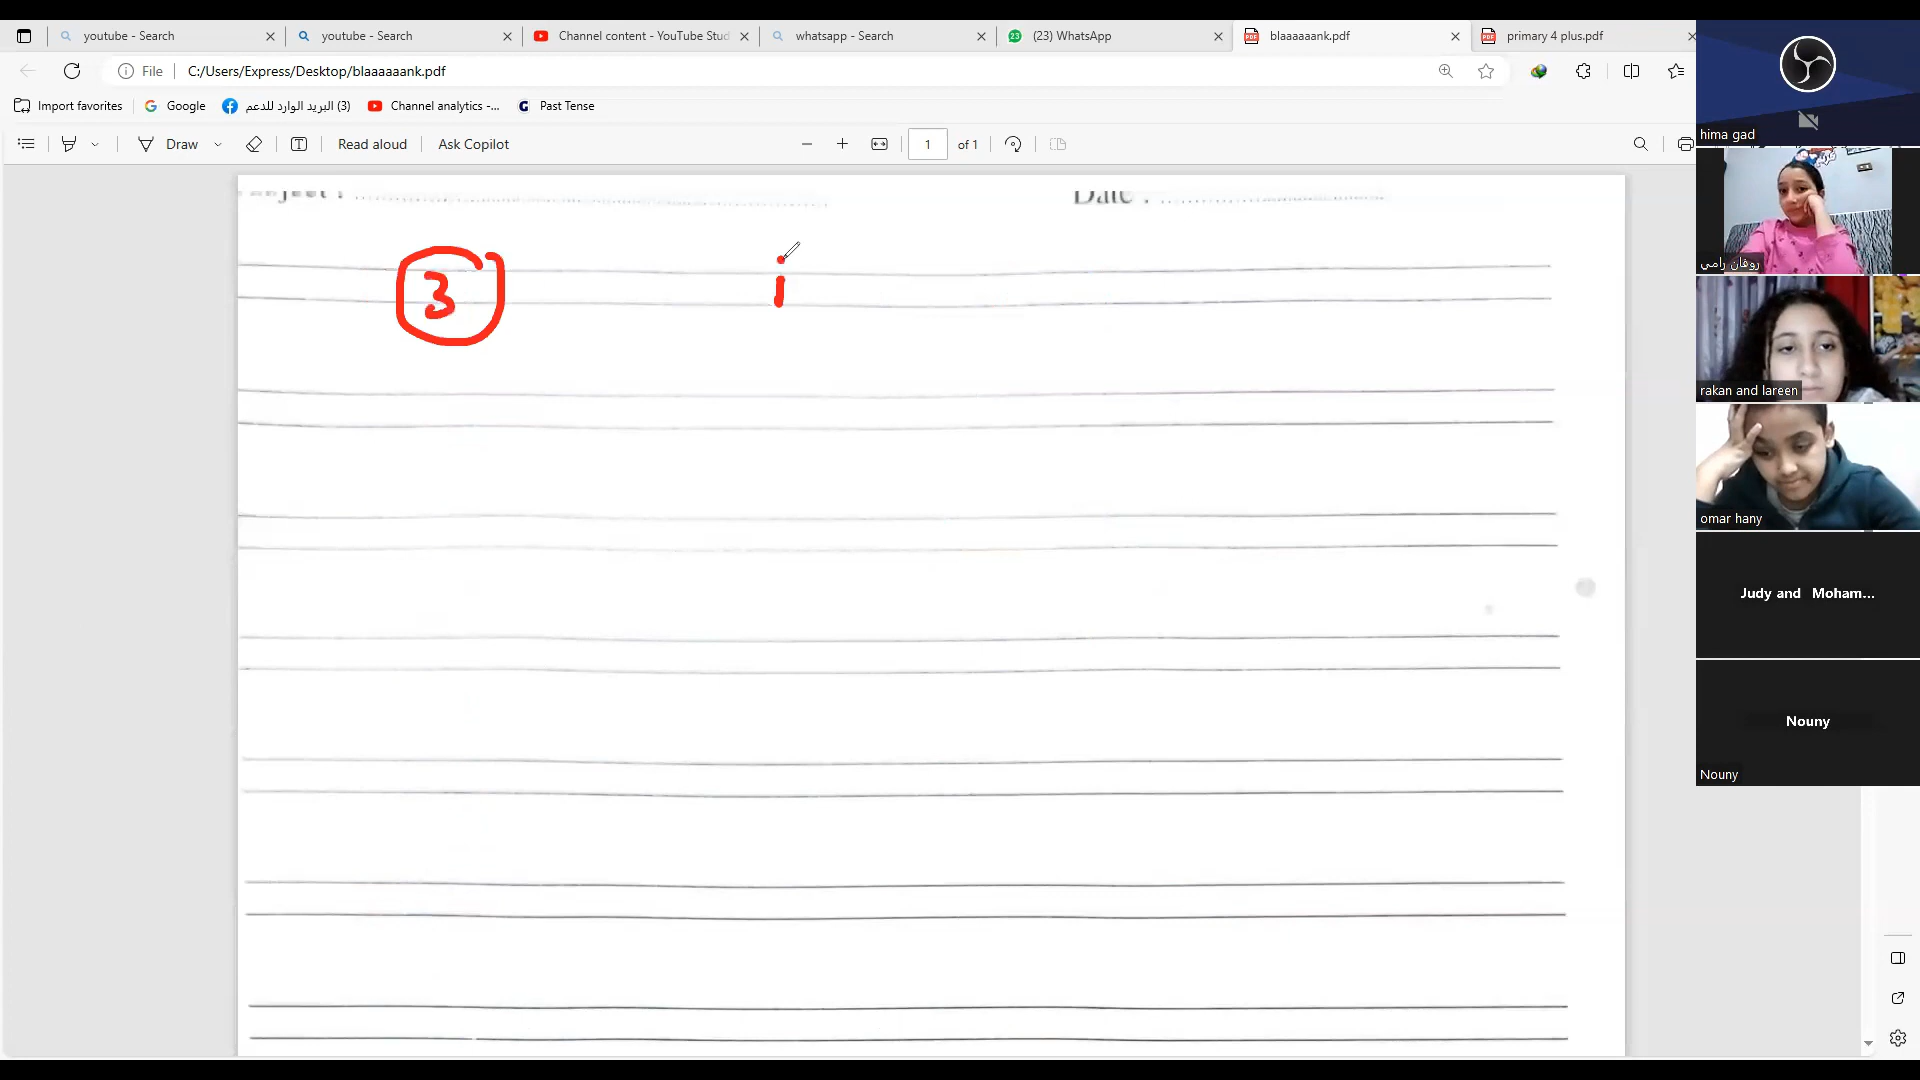 youtube - Search
youtube - Search
Channel content - YouTube Stud
whatsapp - Search
(23) WhatsApp
blaaaaaank.pdf
primary 4 plus.pdf
File
C:/Users/Express/Desktop/blaaaaaank.pdf
Import favorites
Google
البريد الوارد للدعم (3)
Channel analytics -...
Past Tense
Draw
Read aloud
Ask Copilot
1
of 1
Date :
3
i
hima gad
روفان رامي
rakan and lareen
omar hany
Judy and Moham...
Nouny
Nouny